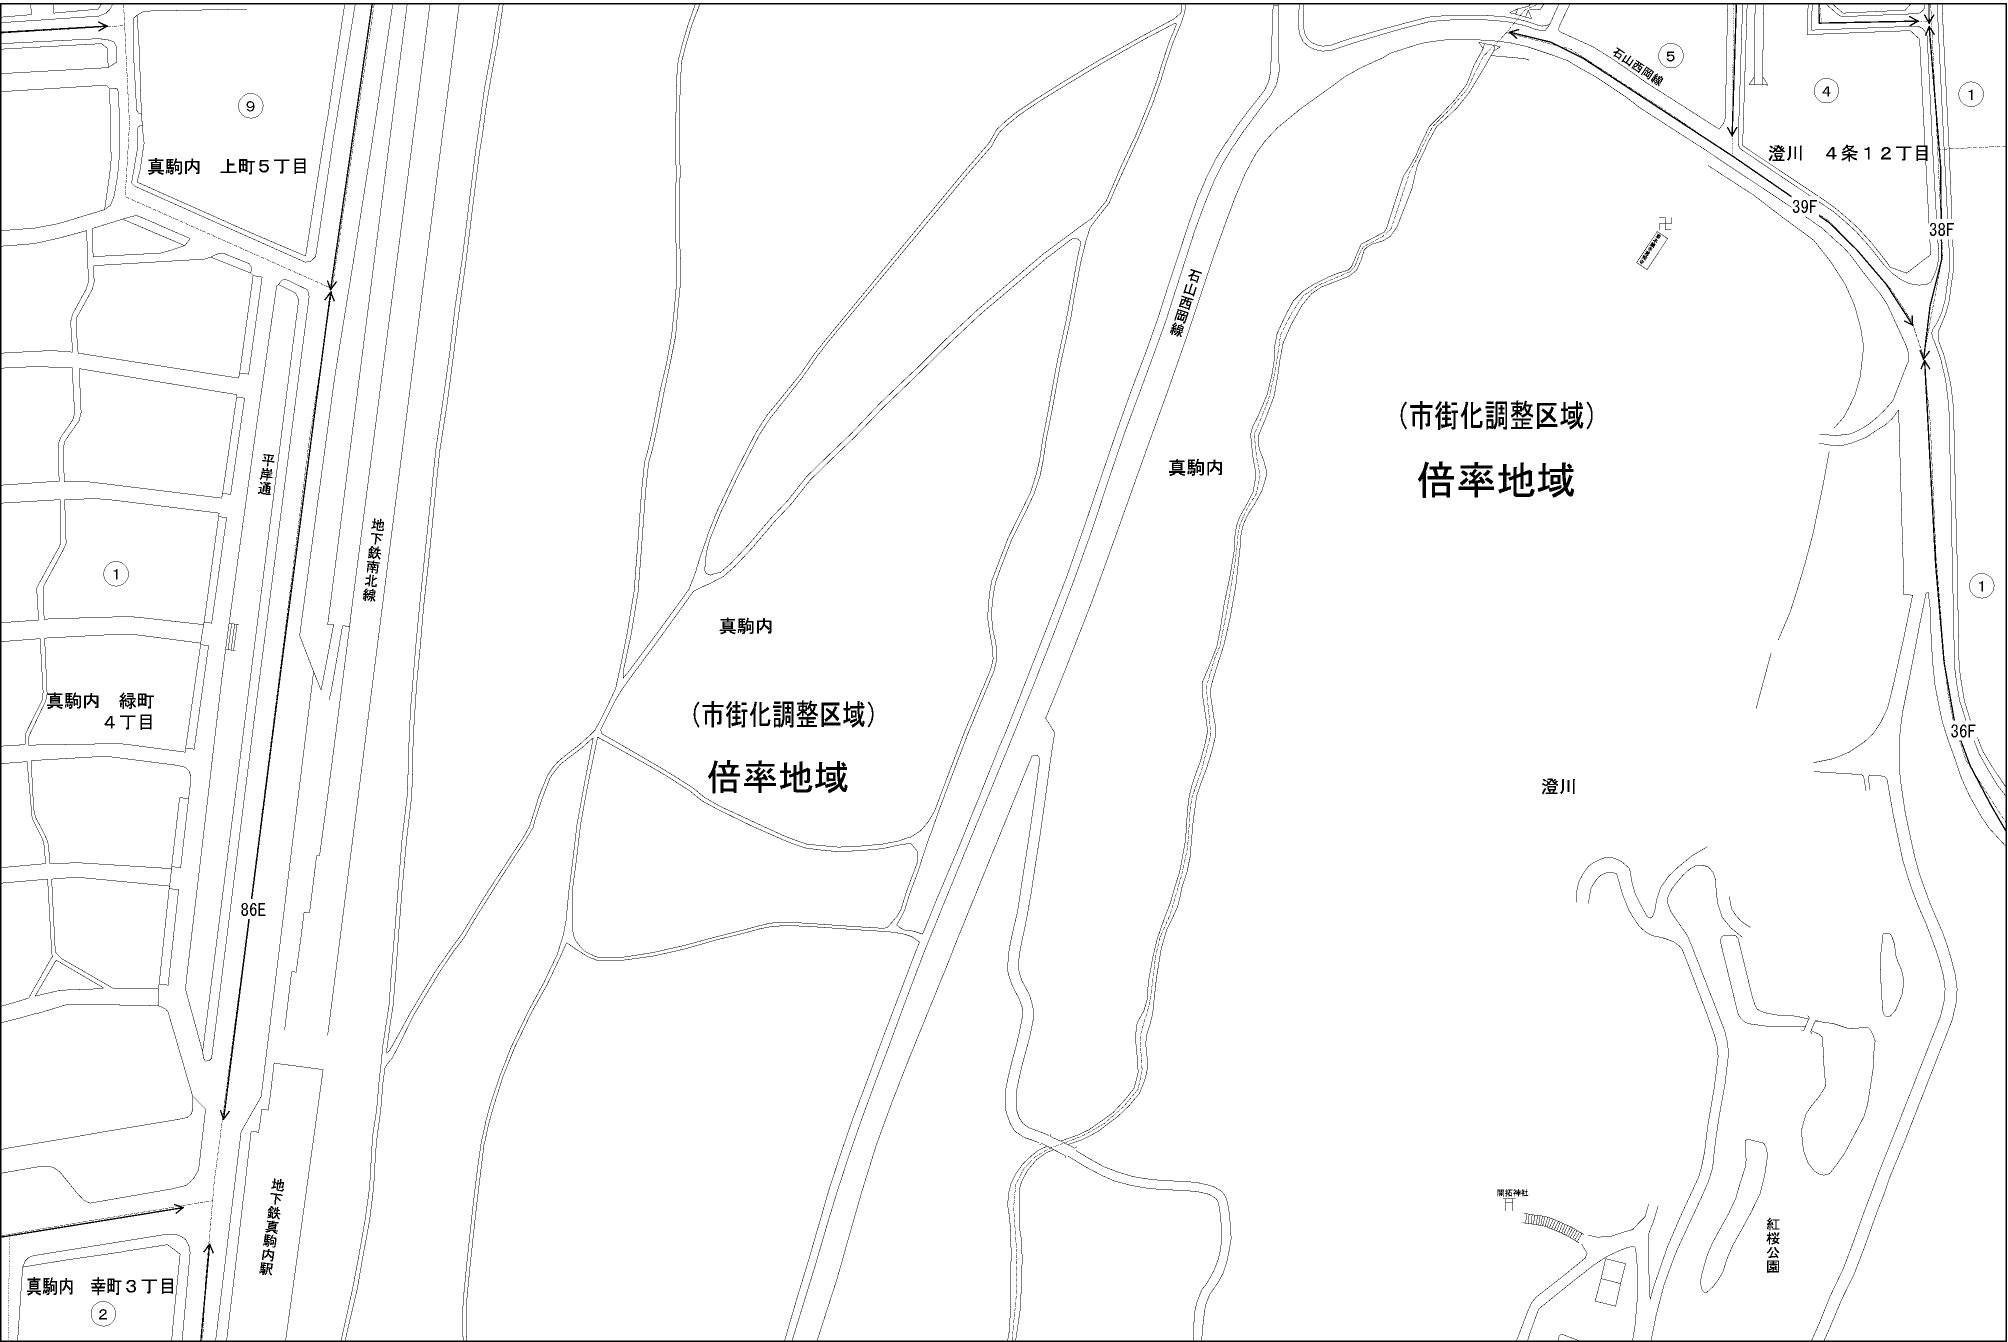 ⑨
真駒内　上町５丁目
石山西岡線
⑤
④
①
澄川　４条１２丁目
39F
38F
石山西岡線
（市街化調整区域）
倍率地域
真駒内
平岸通
地下鉄南北線
①
①
真駒内
真駒内　緑町
４丁目
（市街化調整区域）
倍率地域
36F
澄川
86E
地下鉄真駒内駅
開拓神社
紅桜公園
真駒内　幸町３丁目
②